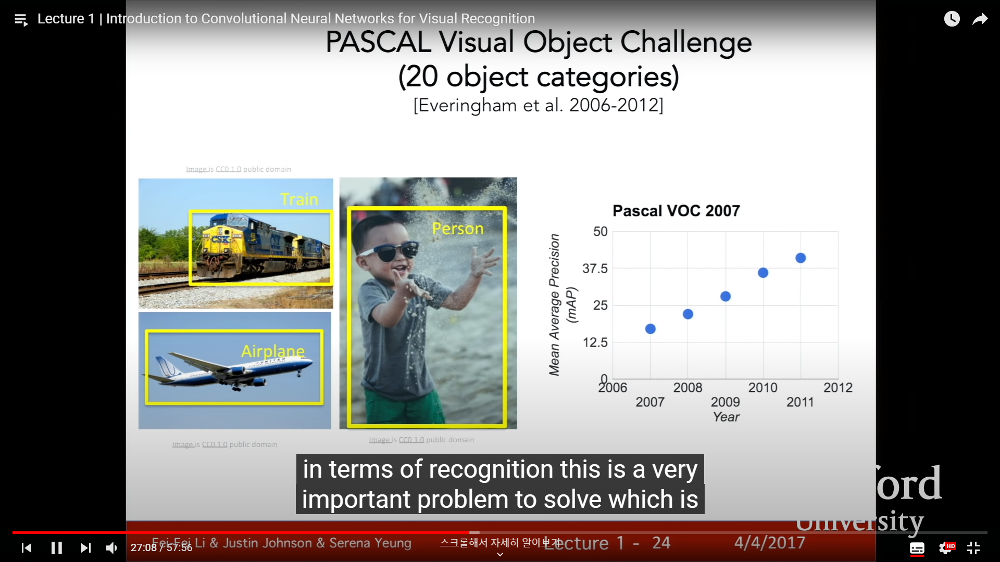 Lecture 1 | Introduction to Convolutional Neural Networks for Visual Recognition
PASCAL Visual Object Challenge
(20 object categories)
[Everingham et al. 2006-2012]
Image is CC0 1.0 public domain
Train
CSX
Person
Airplane
UNITED
Image is CC0 1.0 public domain
Image is CC0 1.0 public domain
Pascal VOC 2007
Mean Average Precision
(mAP)
50
37.5
25
12.5
0
2006
2007
2008
2009
2010
2011
2012
Year
in terms of recognition this is a very
important problem to solve which is
ford
University
Fei-Fei Li & Justin Johnson & Serena Yeung
Lecture 1 - 24
4/4/2017
27:08 / 57:56
스크롤해서 자세히 알아보기
HD